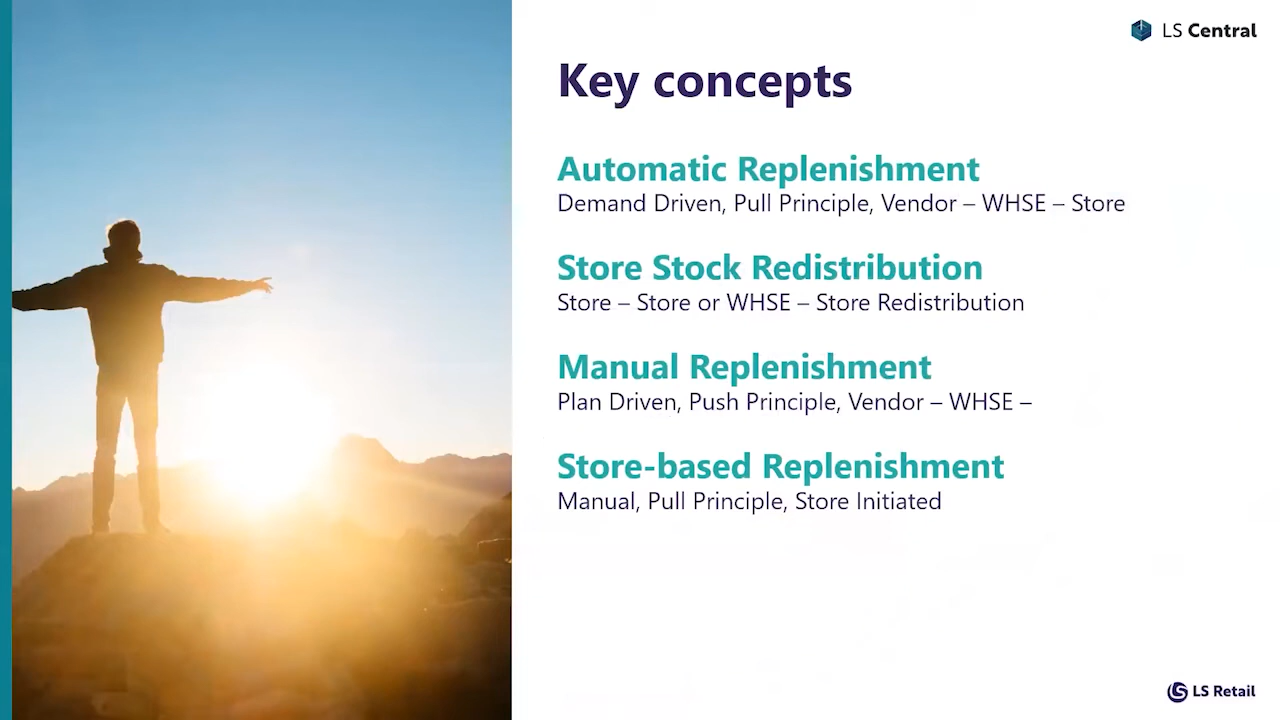 LS Central
Key concepts
Automatic Replenishment
Demand Driven, Pull Principle, Vendor – WHSE – Store
Store Stock Redistribution
Store – Store or WHSE – Store Redistribution
Manual Replenishment
Plan Driven, Push Principle, Vendor – WHSE –
Store-based Replenishment
Manual, Pull Principle, Store Initiated
LS Retail